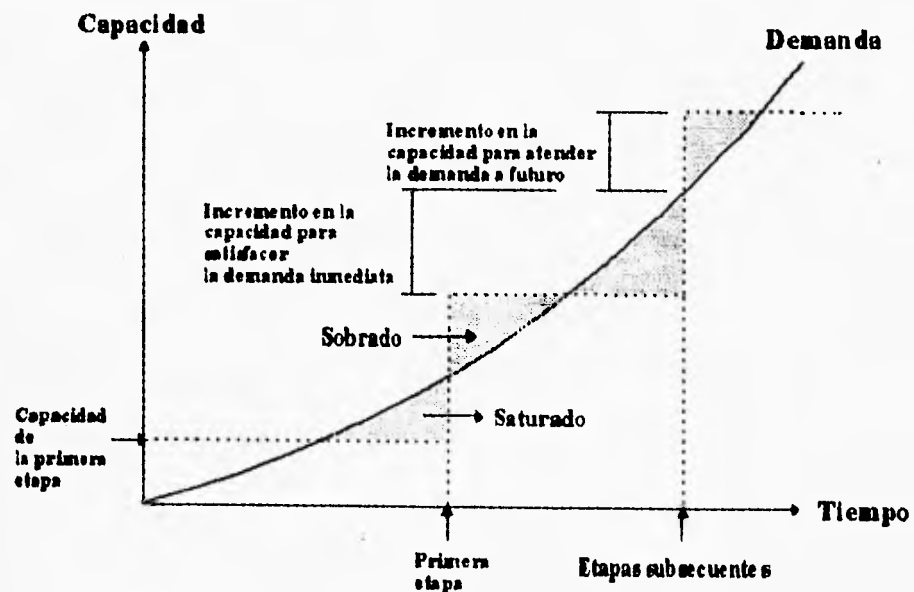 Capacidad
Demanda
Incremento en la
capacidad para atender
la demanda a futuro
Incremento en la
capacidad para
satisfacer
la demanda inmediata
Sobrado
Saturado
Capacidad
de
la primera
etapa
Tiempo
Primera
etapa
Etapas subsecuentes